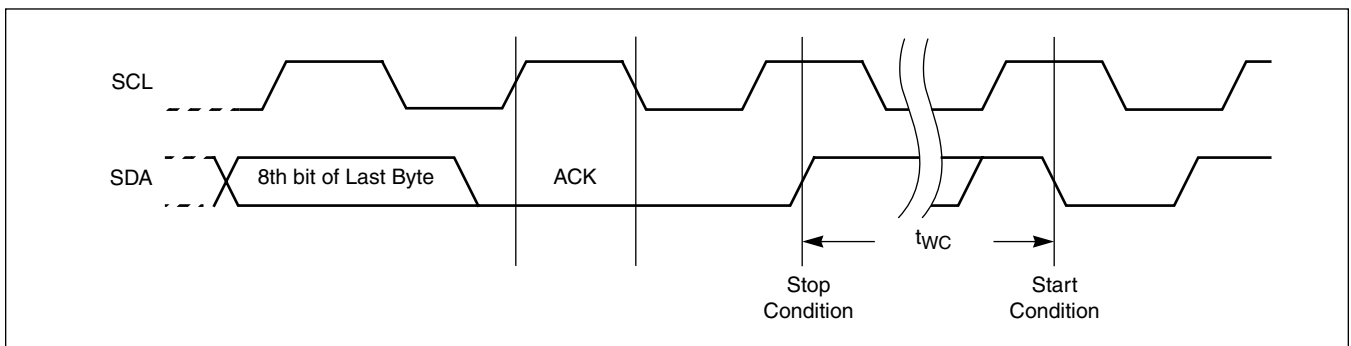 SCL
SDA
8th bit of Last Byte
ACK
tWC
Stop
Condition
Start
Condition